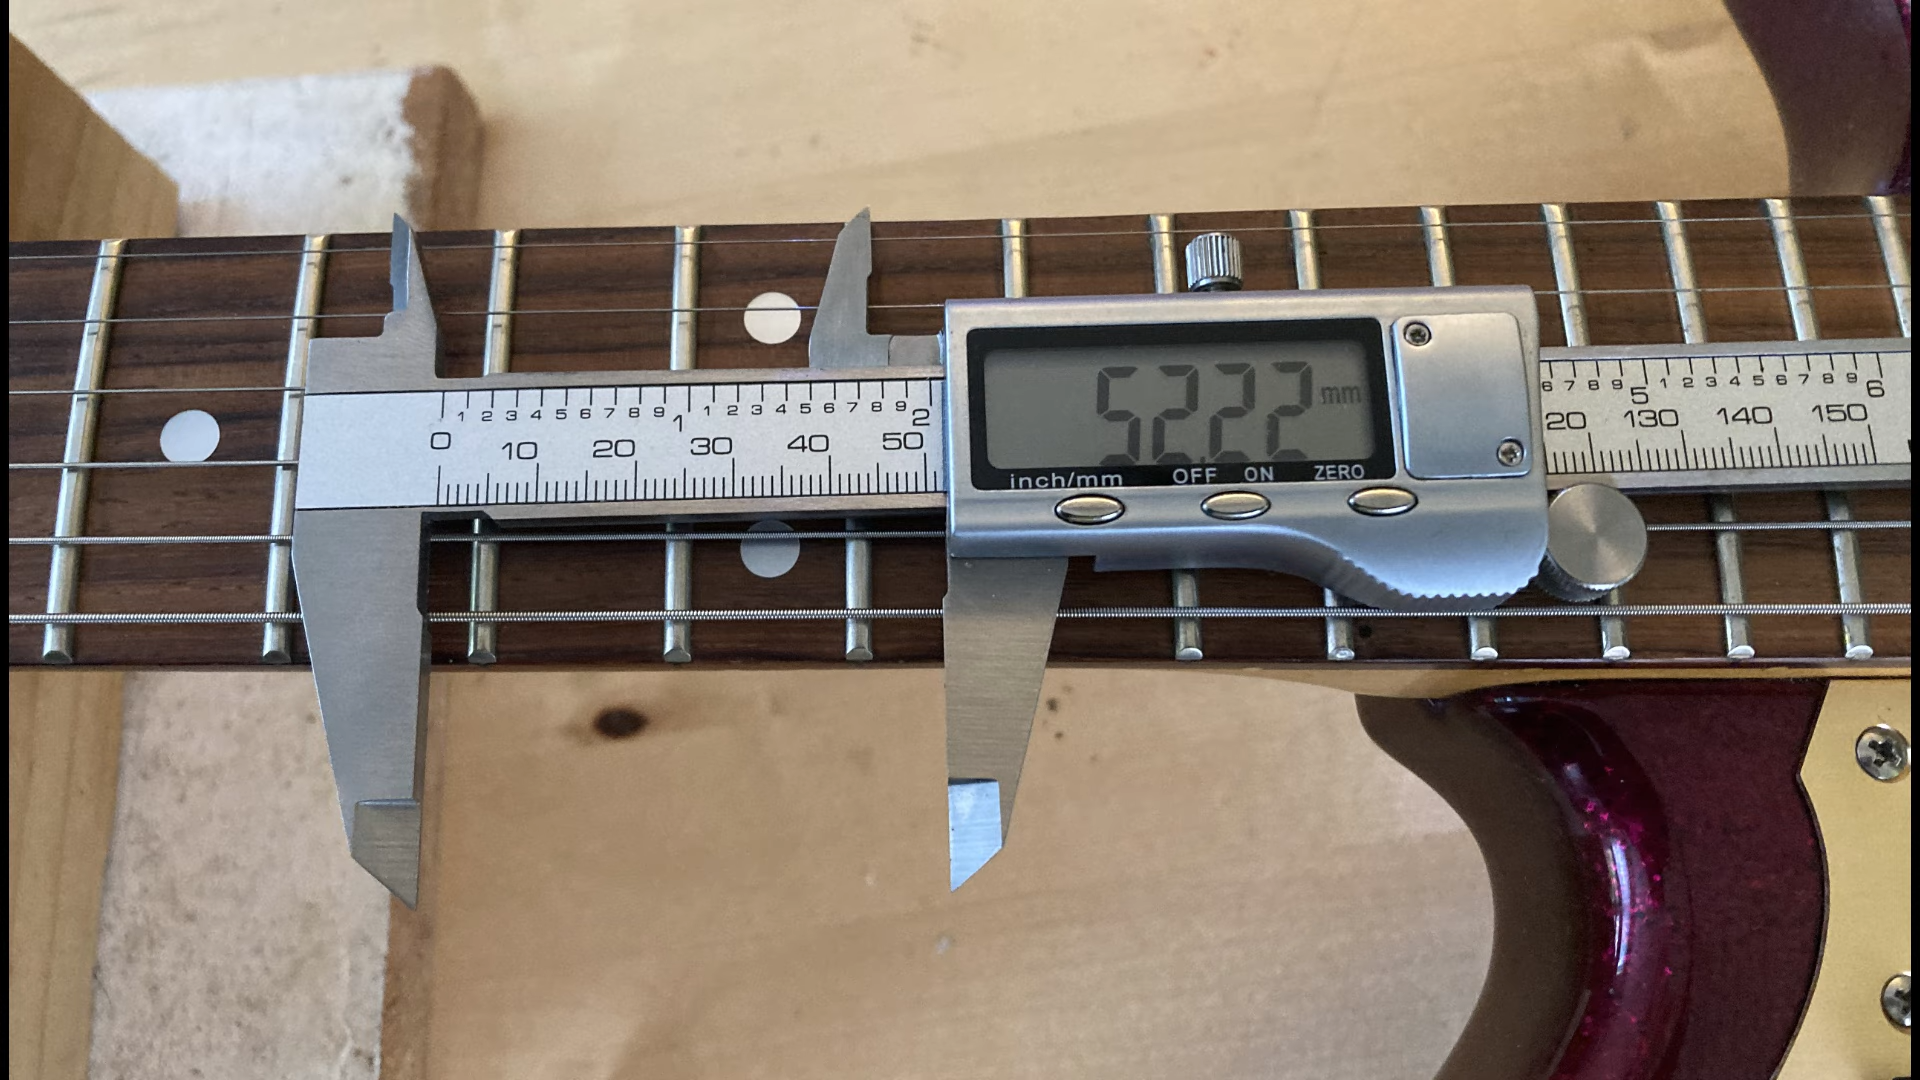 1 2 3 4 5 6 7 8 9 1 1 2 3 4 5 6 7 8 9 2
0 10 20 30 40 50
52.22 mm
inch/mm OFF ON ZERO
6 7 8 9 5 1 2 3 4 5 6 7 8 9 6
20 130 140 150